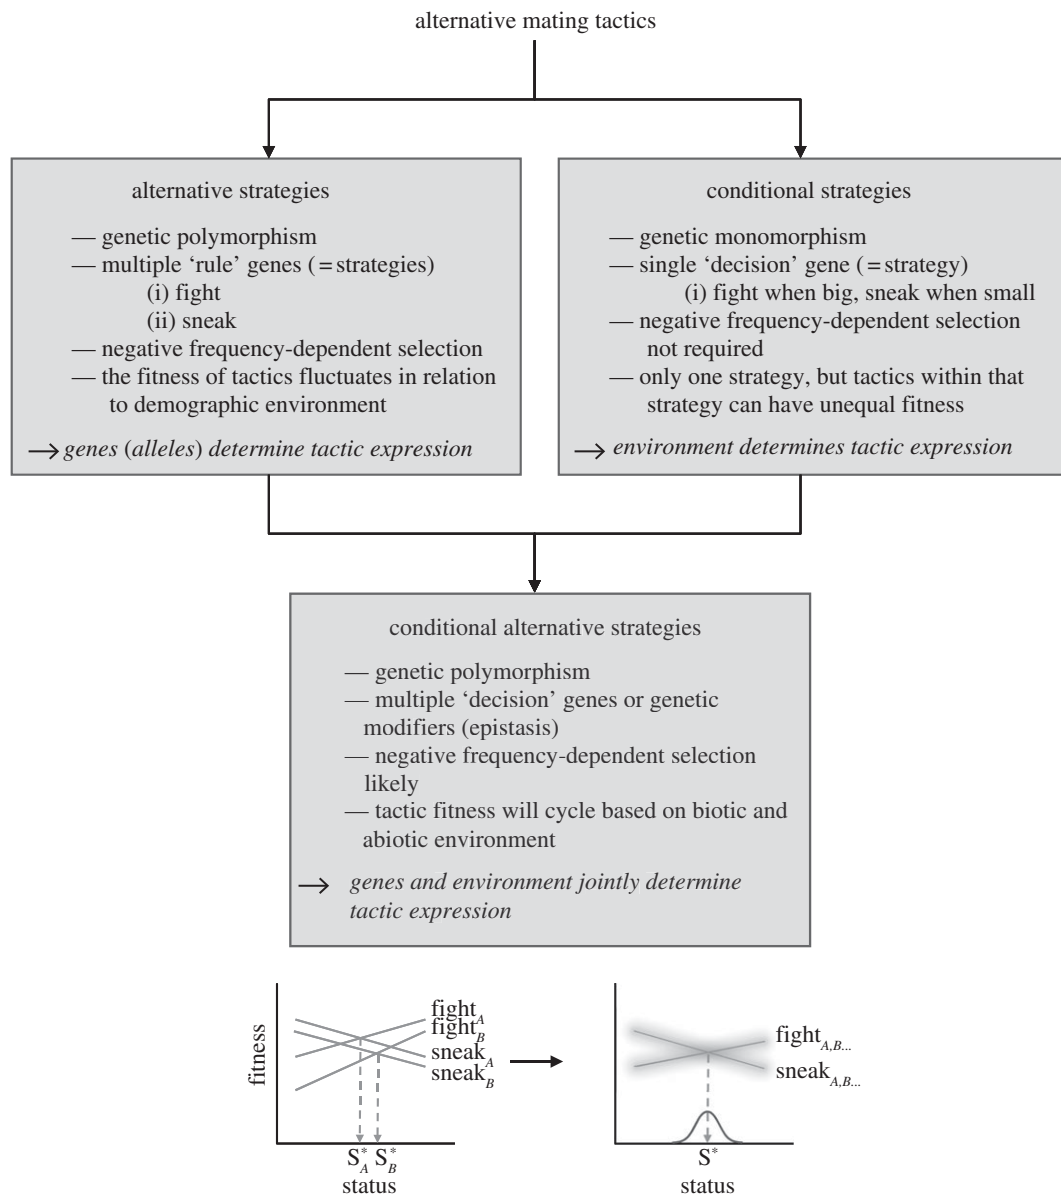 alternative mating tactics
alternative strategies
— genetic polymorphism
— multiple ‘rule’ genes (=strategies)
(i) fight
(ii) sneak
— negative frequency-dependent selection
— the fitness of tactics fluctuates in relation
to demographic environment
→ genes (alleles) determine tactic expression
conditional strategies
— genetic monomorphism
— single ‘decision’ gene (=strategy)
(i) fight when big, sneak when small
— negative frequency-dependent selection
not required
— only one strategy, but tactics within that
strategy can have unequal fitness
→ environment determines tactic expression
conditional alternative strategies
— genetic polymorphism
— multiple ‘decision’ genes or genetic
modifiers (epistasis)
— negative frequency-dependent selection
likely
— tactic fitness will cycle based on biotic and
abiotic environment
→ genes and environment jointly determine
tactic expression
fitness
fight_A
fight_B
sneak_A
sneak_B
S*_A S*_B
status
fight_A,B...
sneak_A,B...
S*
status